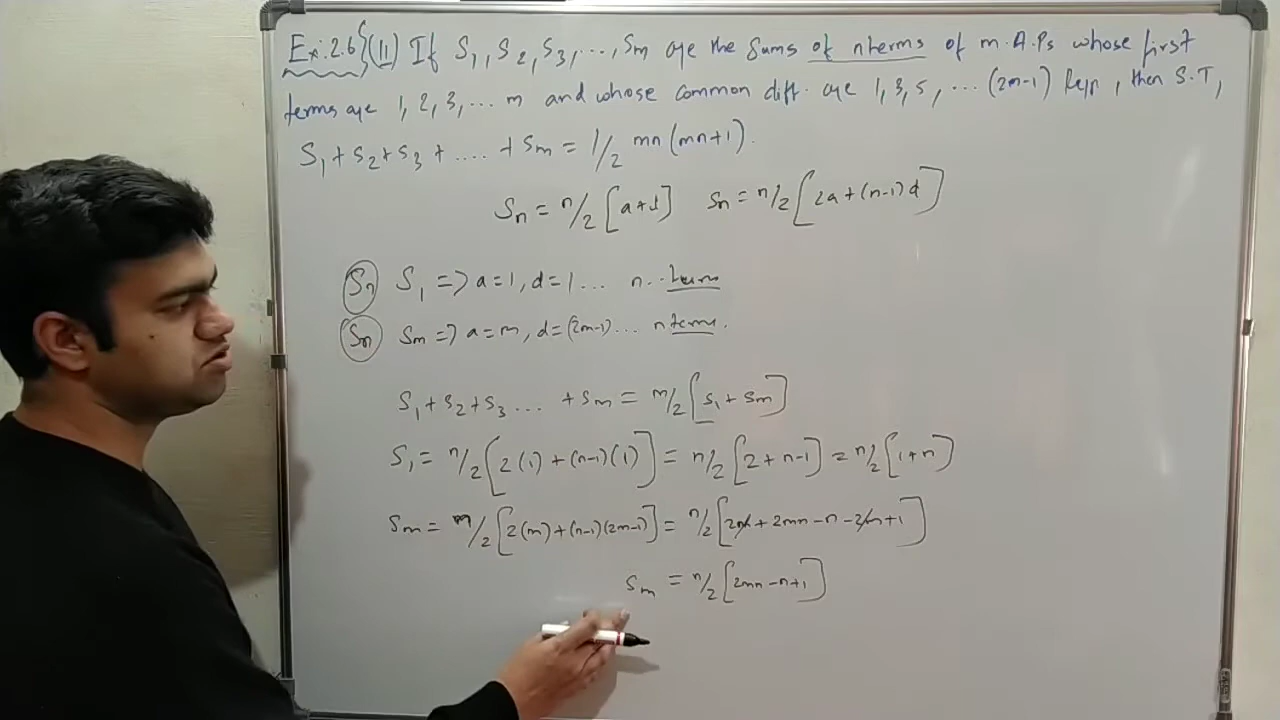 Ex: 2.6 (11) If S₁, S₂, S₃, ..., Sm are the sums of n terms of m A.Ps whose first
terms are 1, 2, 3, ... m and whose common diff. are 1, 3, 5, ... (2m-1) Resp, then S.T,
S₁+S₂+S₃+ .... +Sm = 1/2 mn(mn+1).
Sn = n/2 [a+l] Sn = n/2 [2a+(n-1)d]
Sn S₁ => a=1, d=1 ... n.. terms
Sn Sm => a=m, d=(2m-1) ... n terms.
S₁+S₂+S₃ ... +Sm = m/2 [S₁+Sm]
S₁ = n/2 [2(1)+(n-1)(1)] = n/2 [2+n-1] = n/2 [1+n]
Sm = n/2 [2(m)+(n-1)(2m-1)] = n/2 [2m+2mn-n-2m+1]
Sm = n/2 [2mn-n+1]